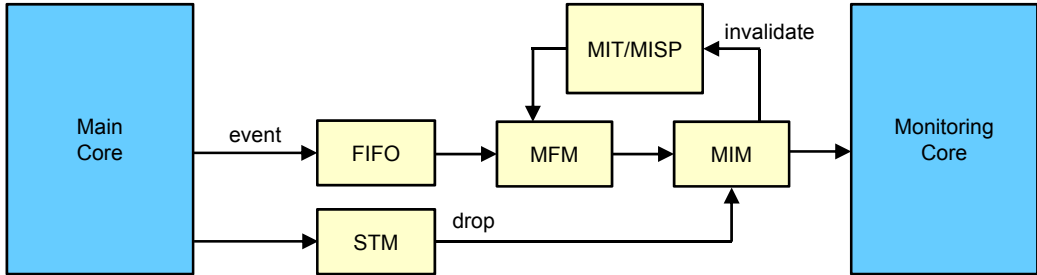 Main
Core
event
FIFO
STM
drop
MFM
MIT/MISP
invalidate
MIM
Monitoring
Core